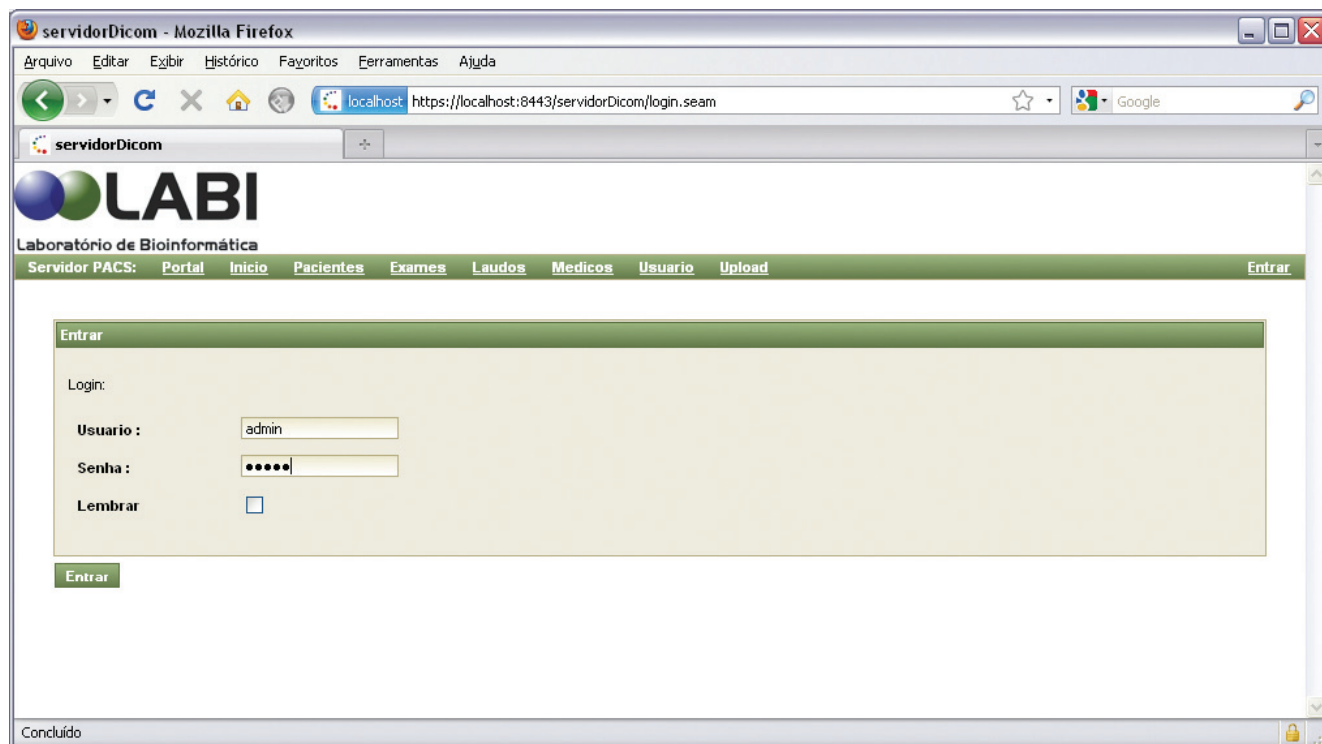 servidorDicom - Mozilla Firefox
Arquivo Editar Exibir Histórico Favoritos Ferramentas Ajuda
localhost https://localhost:8443/servidorDicom/login.seam Google
servidorDicom
LABI
Laboratório de Bioinformática
Servidor PACS: Portal Inicio Pacientes Exames Laudos Medicos Usuario Upload Entrar
Entrar
Login:
Usuario : admin
Senha : •••••
Lembrar
Entrar
Concluído